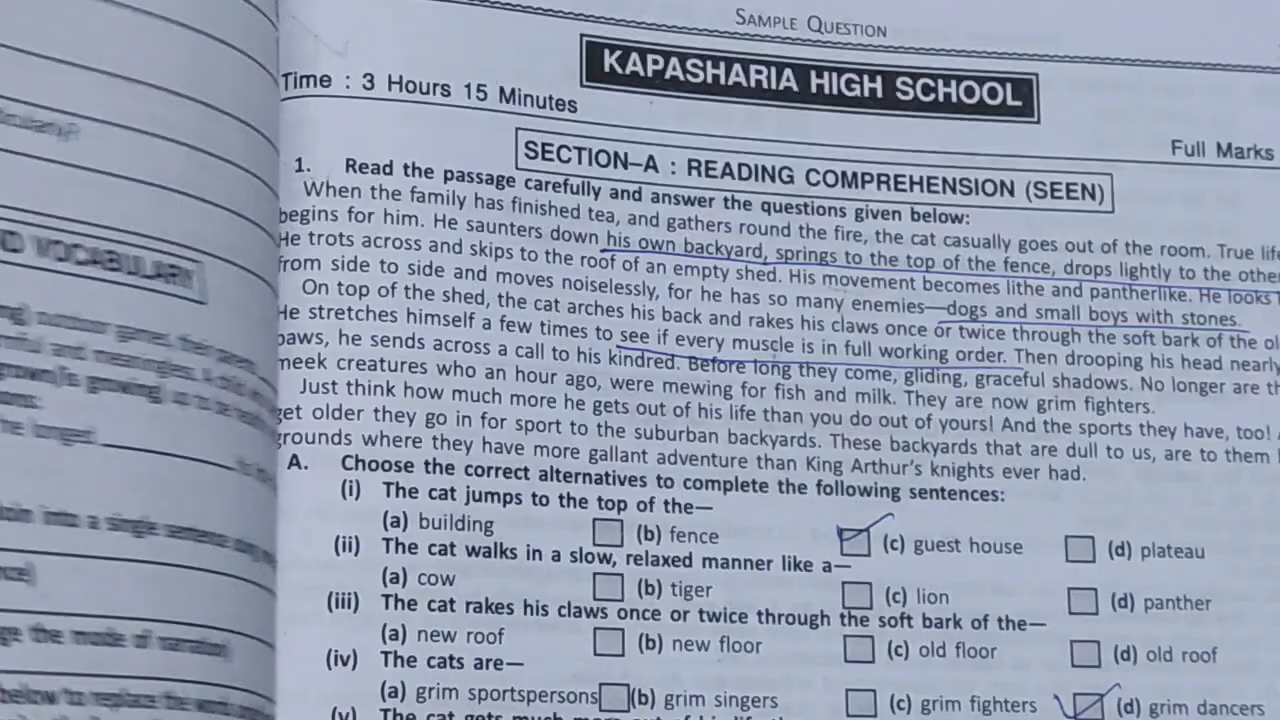 SAMPLE QUESTION
KAPASHARIA HIGH SCHOOL
Time : 3 Hours 15 Minutes
Full Marks
SECTION–A : READING COMPREHENSION (SEEN)
1. Read the passage carefully and answer the questions given below:
When the family has finished tea, and gathers round the fire, the cat casually goes out of the room. True life
begins for him. He saunters down his own backyard, springs to the top of the fence, drops lightly to the other
He trots across and skips to the roof of an empty shed. His movement becomes lithe and pantherlike. He looks
from side to side and moves noiselessly, for he has so many enemies—dogs and small boys with stones.
On top of the shed, the cat arches his back and rakes his claws once or twice through the soft bark of the ol
He stretches himself a few times to see if every muscle is in full working order. Then drooping his head nearly
paws, he sends across a call to his kindred. Before long they come, gliding, graceful shadows. No longer are th
meek creatures who an hour ago, were mewing for fish and milk. They are now grim fighters.
Just think how much more he gets out of his life than you do out of yours! And the sports they have, too!
get older they go in for sport to the suburban backyards. These backyards that are dull to us, are to them
grounds where they have more gallant adventure than King Arthur's knights ever had.
A. Choose the correct alternatives to complete the following sentences:
(i) The cat jumps to the top of the—
(a) building (b) fence (c) guest house (d) plateau
(ii) The cat walks in a slow, relaxed manner like a—
(a) cow (b) tiger (c) lion (d) panther
(iii) The cat rakes his claws once or twice through the soft bark of the—
(a) new roof (b) new floor (c) old floor (d) old roof
(iv) The cats are—
(a) grim sportspersons (b) grim singers (c) grim fighters (d) grim dancers
VOCABULARY